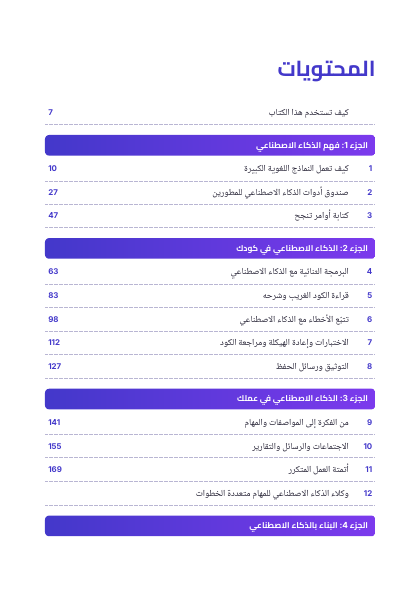 المحتويات
كيف تستخدم هذا الكتاب 7
الجزء 1: فهم الذكاء الاصطناعي
1 كيف تعمل النماذج اللغوية الكبيرة 10
2 صندوق أدوات الذكاء الاصطناعي للمطورين 27
3 كتابة أوامر تنجح 47
الجزء 2: الذكاء الاصطناعي في كودك
4 البرمجة الثنائية مع الذكاء الاصطناعي 63
5 قراءة الكود الغريب وشرحه 83
6 تتبّع الأخطاء مع الذكاء الاصطناعي 98
7 الاختبارات وإعادة الهيكلة ومراجعة الكود 112
8 التوثيق ورسائل الحفظ 127
الجزء 3: الذكاء الاصطناعي في عملك
9 من الفكرة إلى المواصفات والمهام 141
10 الاجتماعات والرسائل والتقارير 155
11 أتمتة العمل المتكرر 169
12 وكلاء الذكاء الاصطناعي للمهام متعددة الخطوات
الجزء 4: البناء بالذكاء الاصطناعي